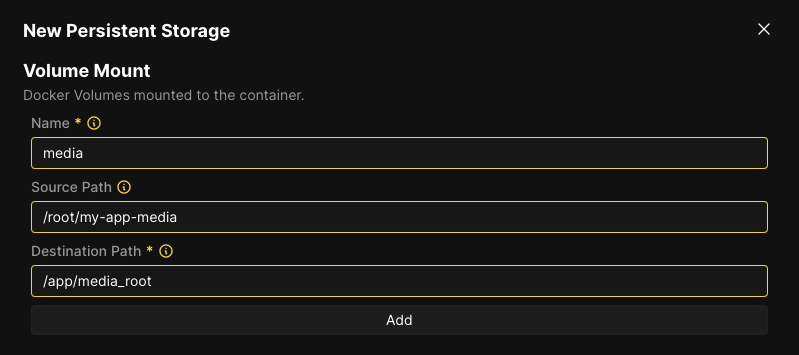 New Persistent Storage
Volume Mount
Docker Volumes mounted to the container.
Name *
media
Source Path
/root/my-app-media
Destination Path *
/app/media_root
Add